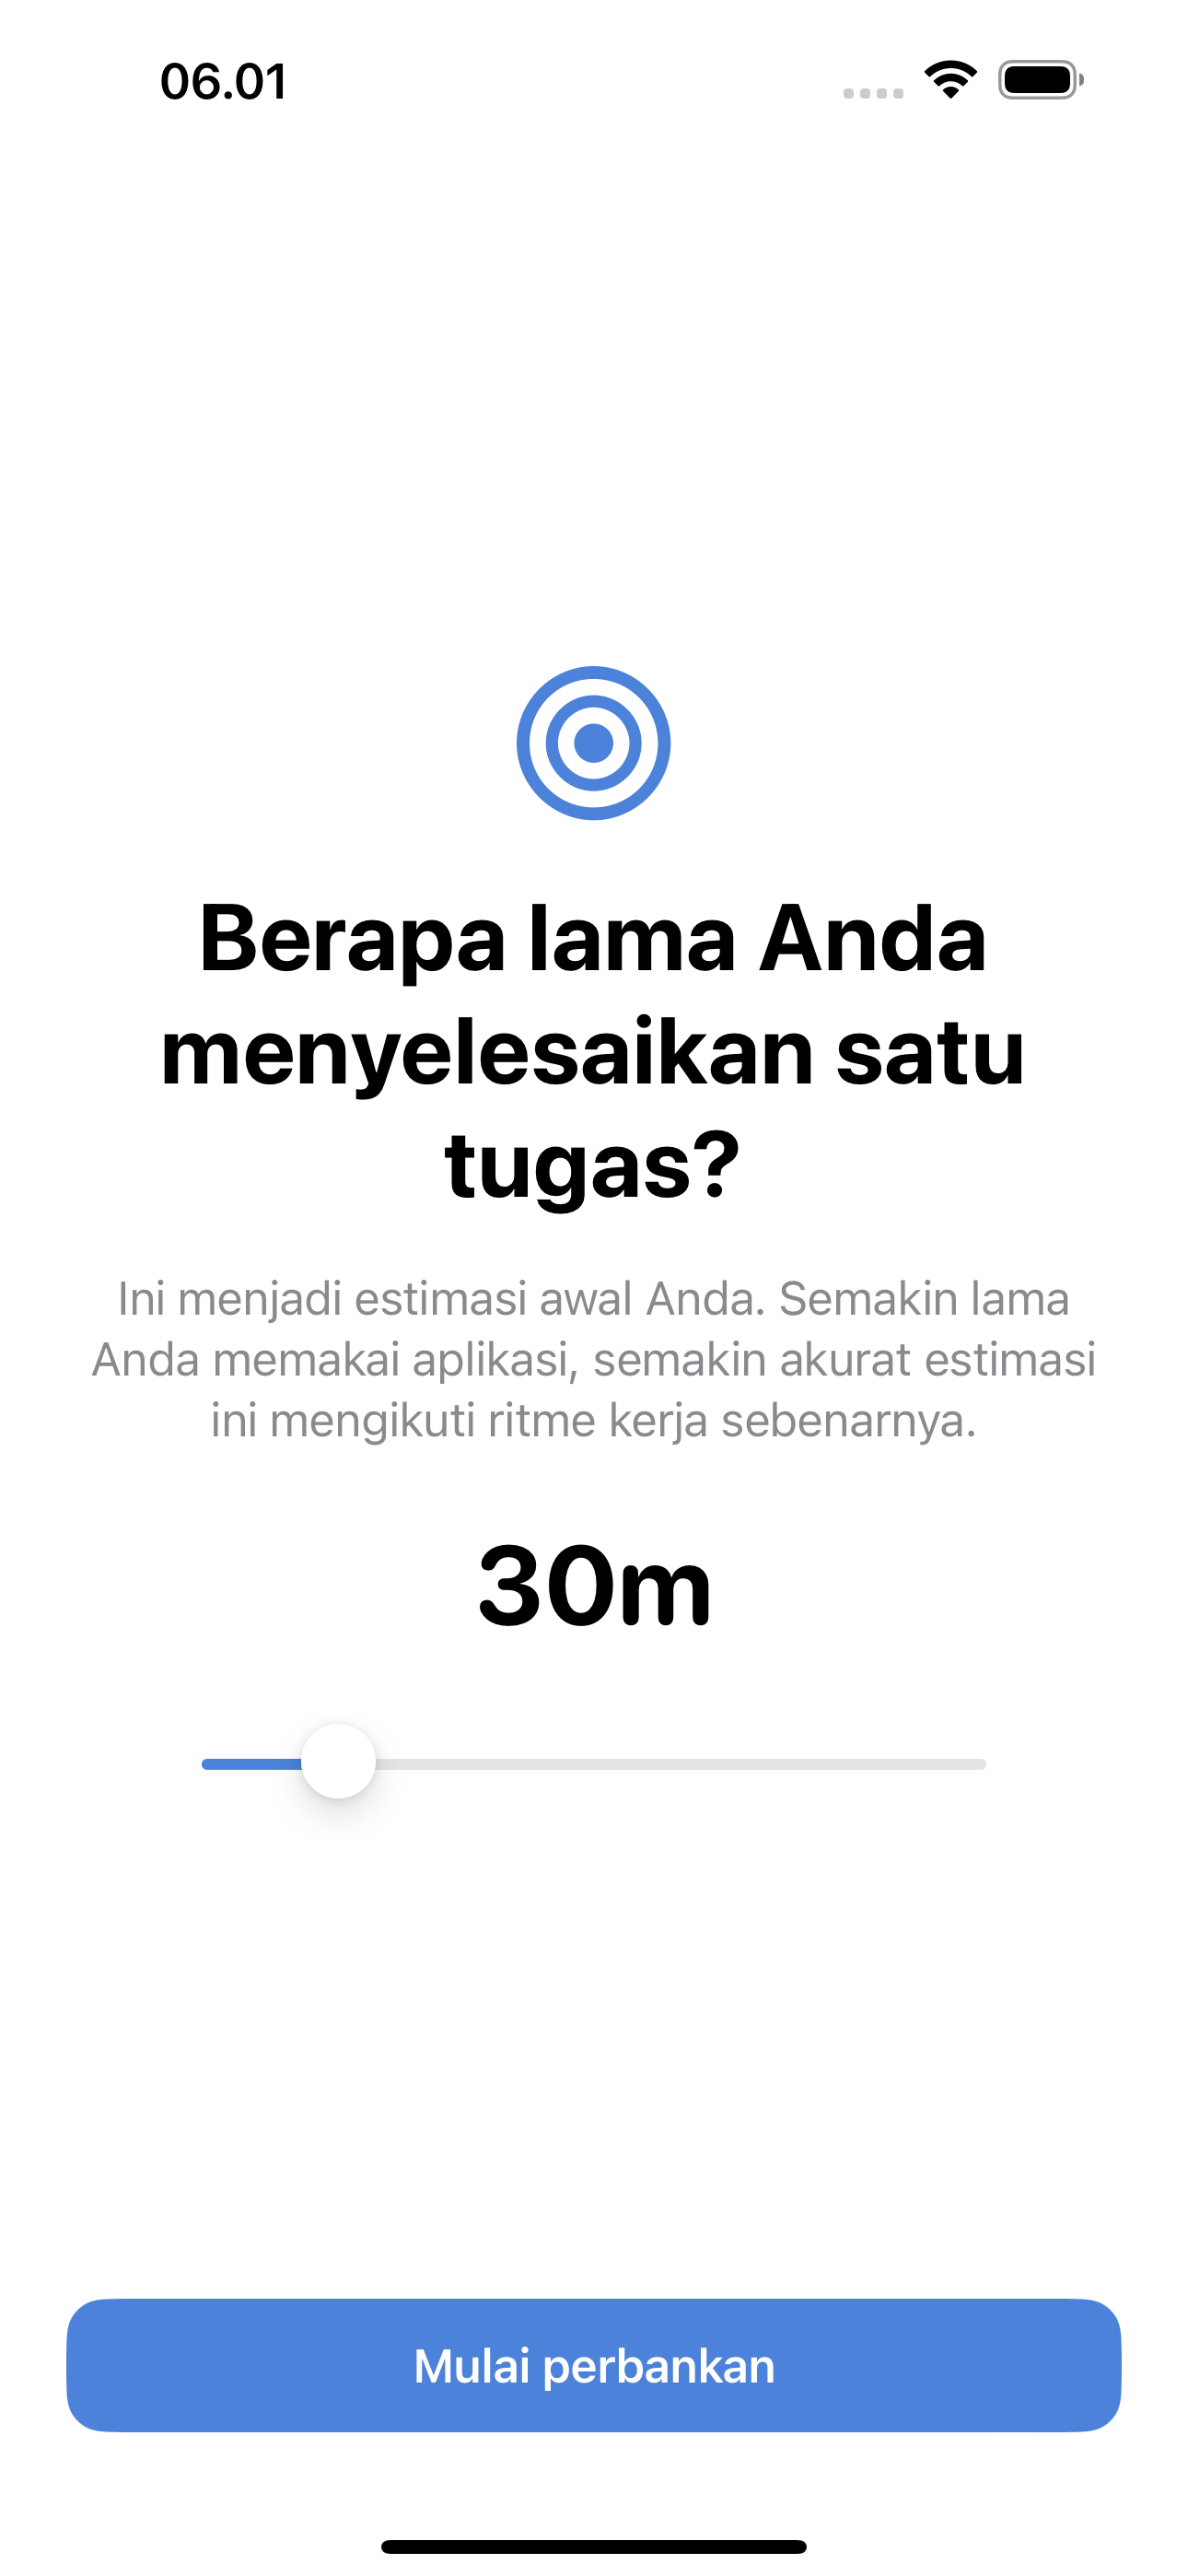 06.01
Berapa lama Anda
menyelesaikan satu
tugas?
Ini menjadi estimasi awal Anda. Semakin lama
Anda memakai aplikasi, semakin akurat estimasi
ini mengikuti ritme kerja sebenarnya.
30m
Mulai perbankan